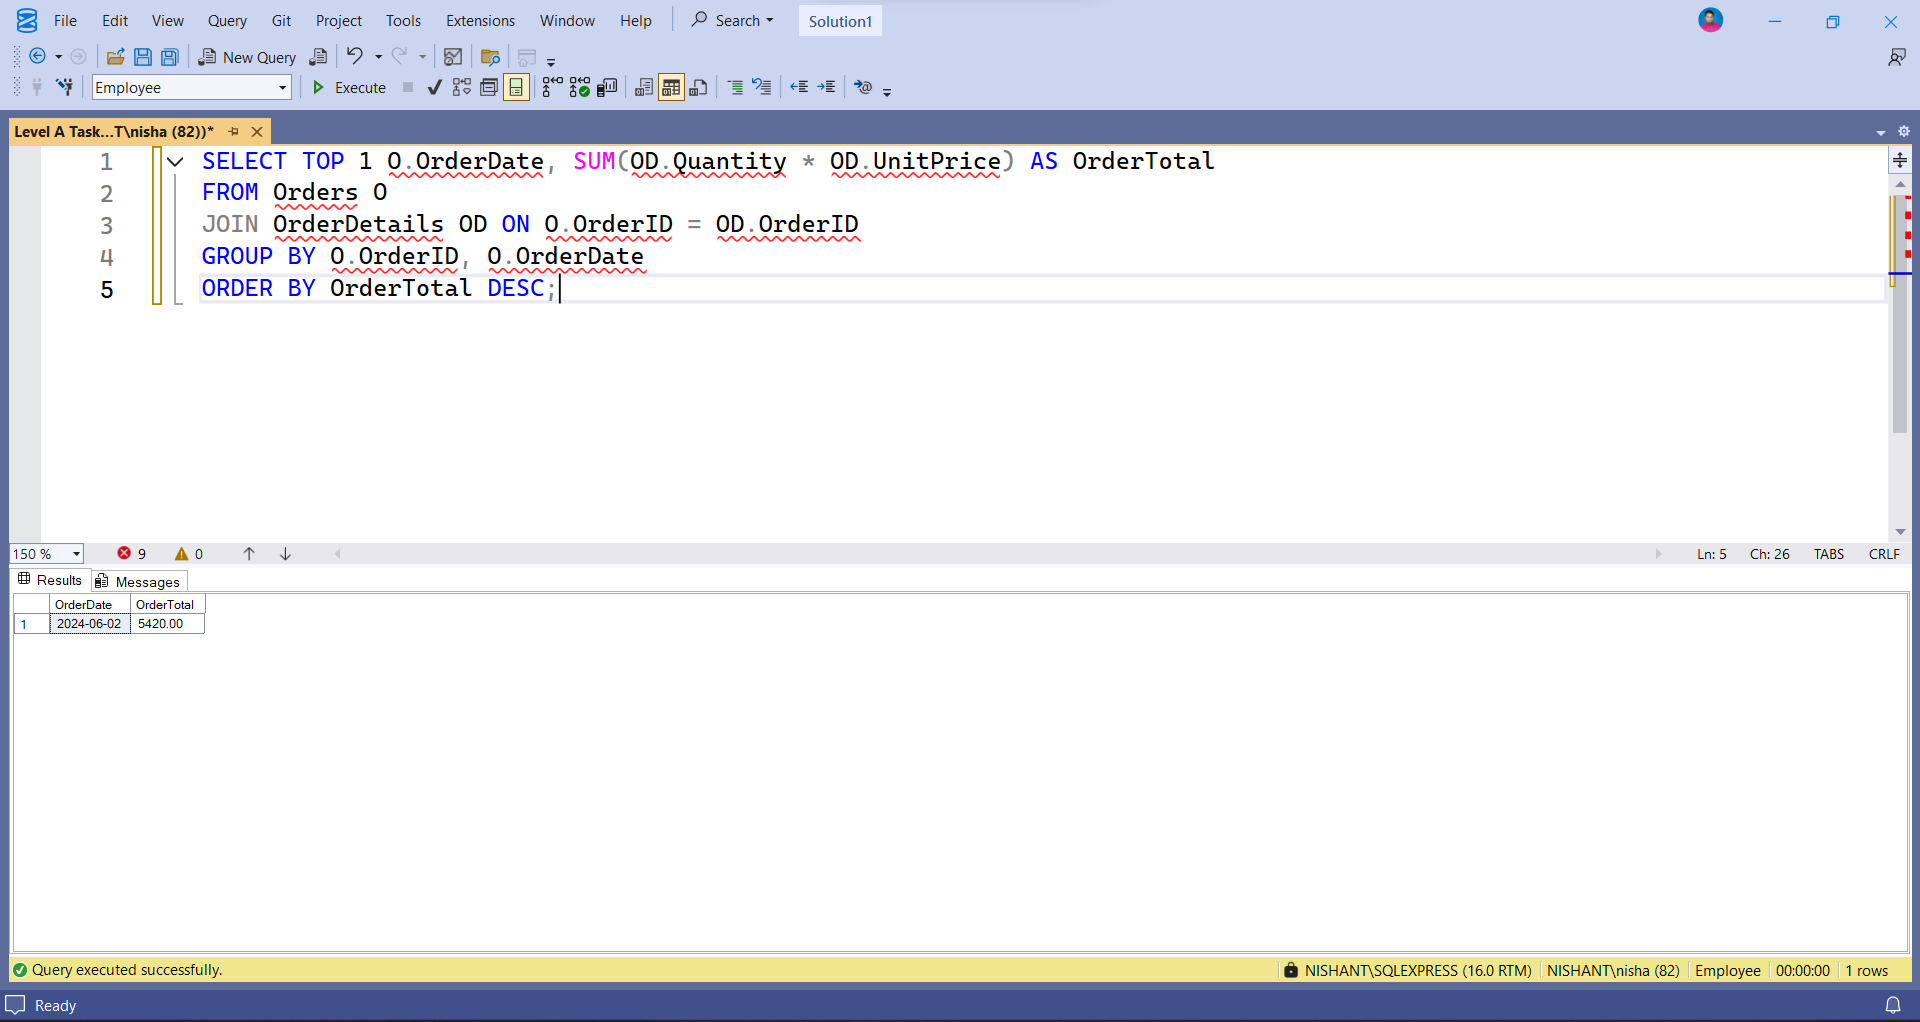 File Edit View Query Git Project Tools Extensions Window Help Search Solution1
New Query
Employee Execute
Level A Task...T\nisha (82))*
1 SELECT TOP 1 O.OrderDate, SUM(OD.Quantity * OD.UnitPrice) AS OrderTotal
2 FROM Orders O
3 JOIN OrderDetails OD ON O.OrderID = OD.OrderID
4 GROUP BY O.OrderID, O.OrderDate
5 ORDER BY OrderTotal DESC;
150 % 9 0 Ln: 5 Ch: 26 TABS CRLF
Results Messages
OrderDate OrderTotal
1 2024-06-02 5420.00
Query executed successfully. NISHANT\SQLEXPRESS (16.0 RTM) NISHANT\nisha (82) Employee 00:00:00 1 rows
Ready